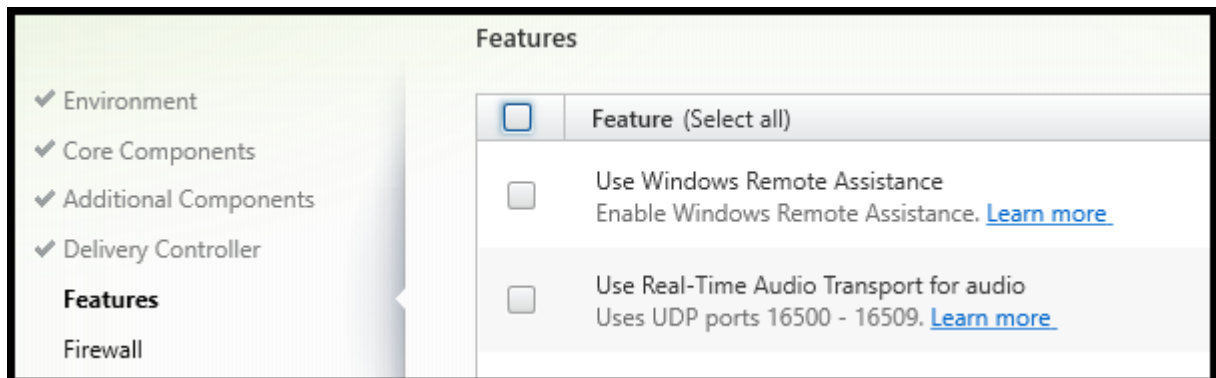 Features
Environment
Core Components
Additional Components
Delivery Controller
Features
Firewall
Feature (Select all)
Use Windows Remote Assistance
Enable Windows Remote Assistance. Learn more
Use Real-Time Audio Transport for audio
Uses UDP ports 16500 - 16509. Learn more